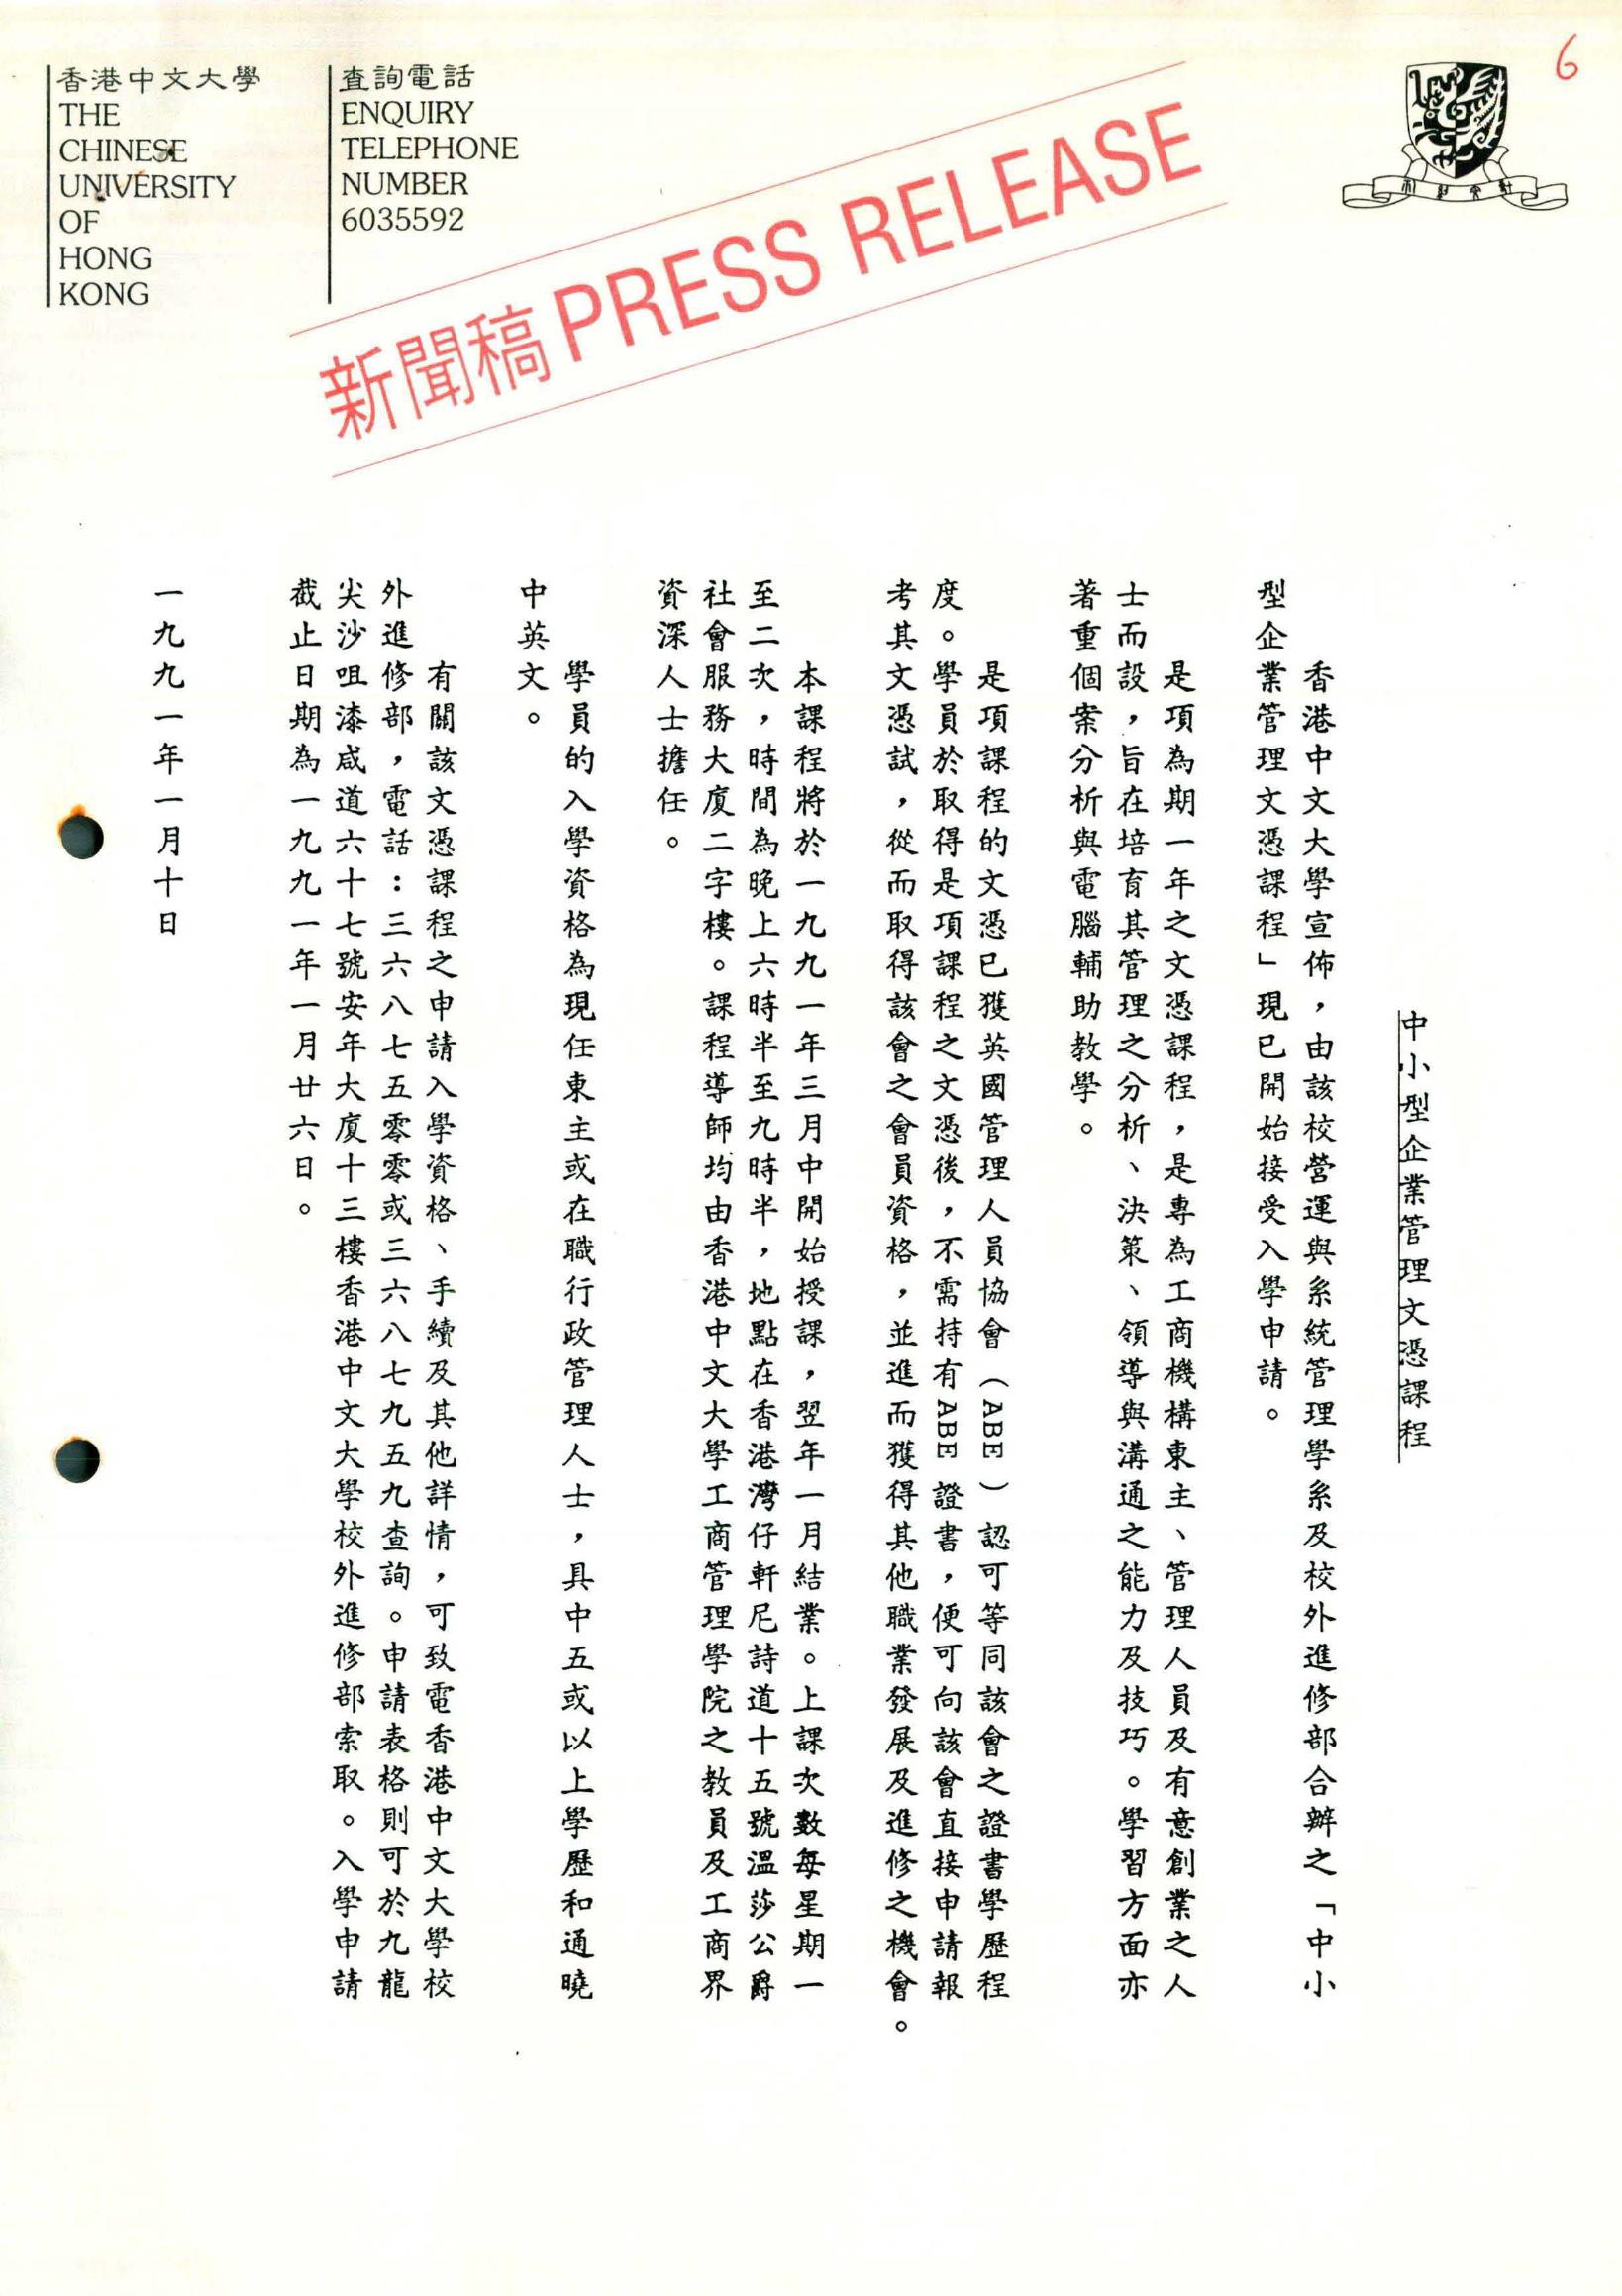 6
香港中文大學
THE
CHINESE
UNIVERSITY
OF
HONG
KONG
查詢電話
ENQUIRY
TELEPHONE
NUMBER
6035592
新聞稿 PRESS RELEASE
中小型企業管理文憑課程
香港中文大學宣佈，由該校營運與系統管理學系及校外進修部合辦之「中小
型企業管理文憑課程」現已開始接受入學申請。
是項為期一年之文憑課程，是專為工商機構東主、管理人員及有意創業之人
士而設，旨在培育其管理之分析、決策、領導與溝通之能力及技巧。學習方面亦
著重個案分析與電腦輔助教學。
是項課程的文憑已獲英國管理人員協會（ABE）認可等同該會之證書學歷程
度。學員於取得是項課程之文憑後，不需持有ABE證書，便可向該會直接申請報
考其文憑試，從而取得該會之會員資格，並進而獲得其他職業發展及進修之機會。
本課程將於一九九一年三月中開始授課，翌年一月結業。上課次數每星期一
至二次，時間為晚上六時半至九時半，地點在香港灣仔軒尼詩道十五號溫莎公爵
社會服務大廈二字樓。課程導師均由香港中文大學工商管理學院之教員及工商界
資深人士擔任。
學員的入學資格為現任東主或在職行政管理人士，具中五或以上學歷和通曉
中英文。
有關該文憑課程之申請入學資格、手續及其他詳情，可致電香港中文大學校
外進修部，電話：三六八七五零零或三六八七九五九查詢。申請表格則可於九龍
尖沙咀漆咸道六十七號安年大廈十三樓香港中文大學校外進修部索取。入學申請
截止日期為一九九一年一月廿六日。
一九九一年一月十日